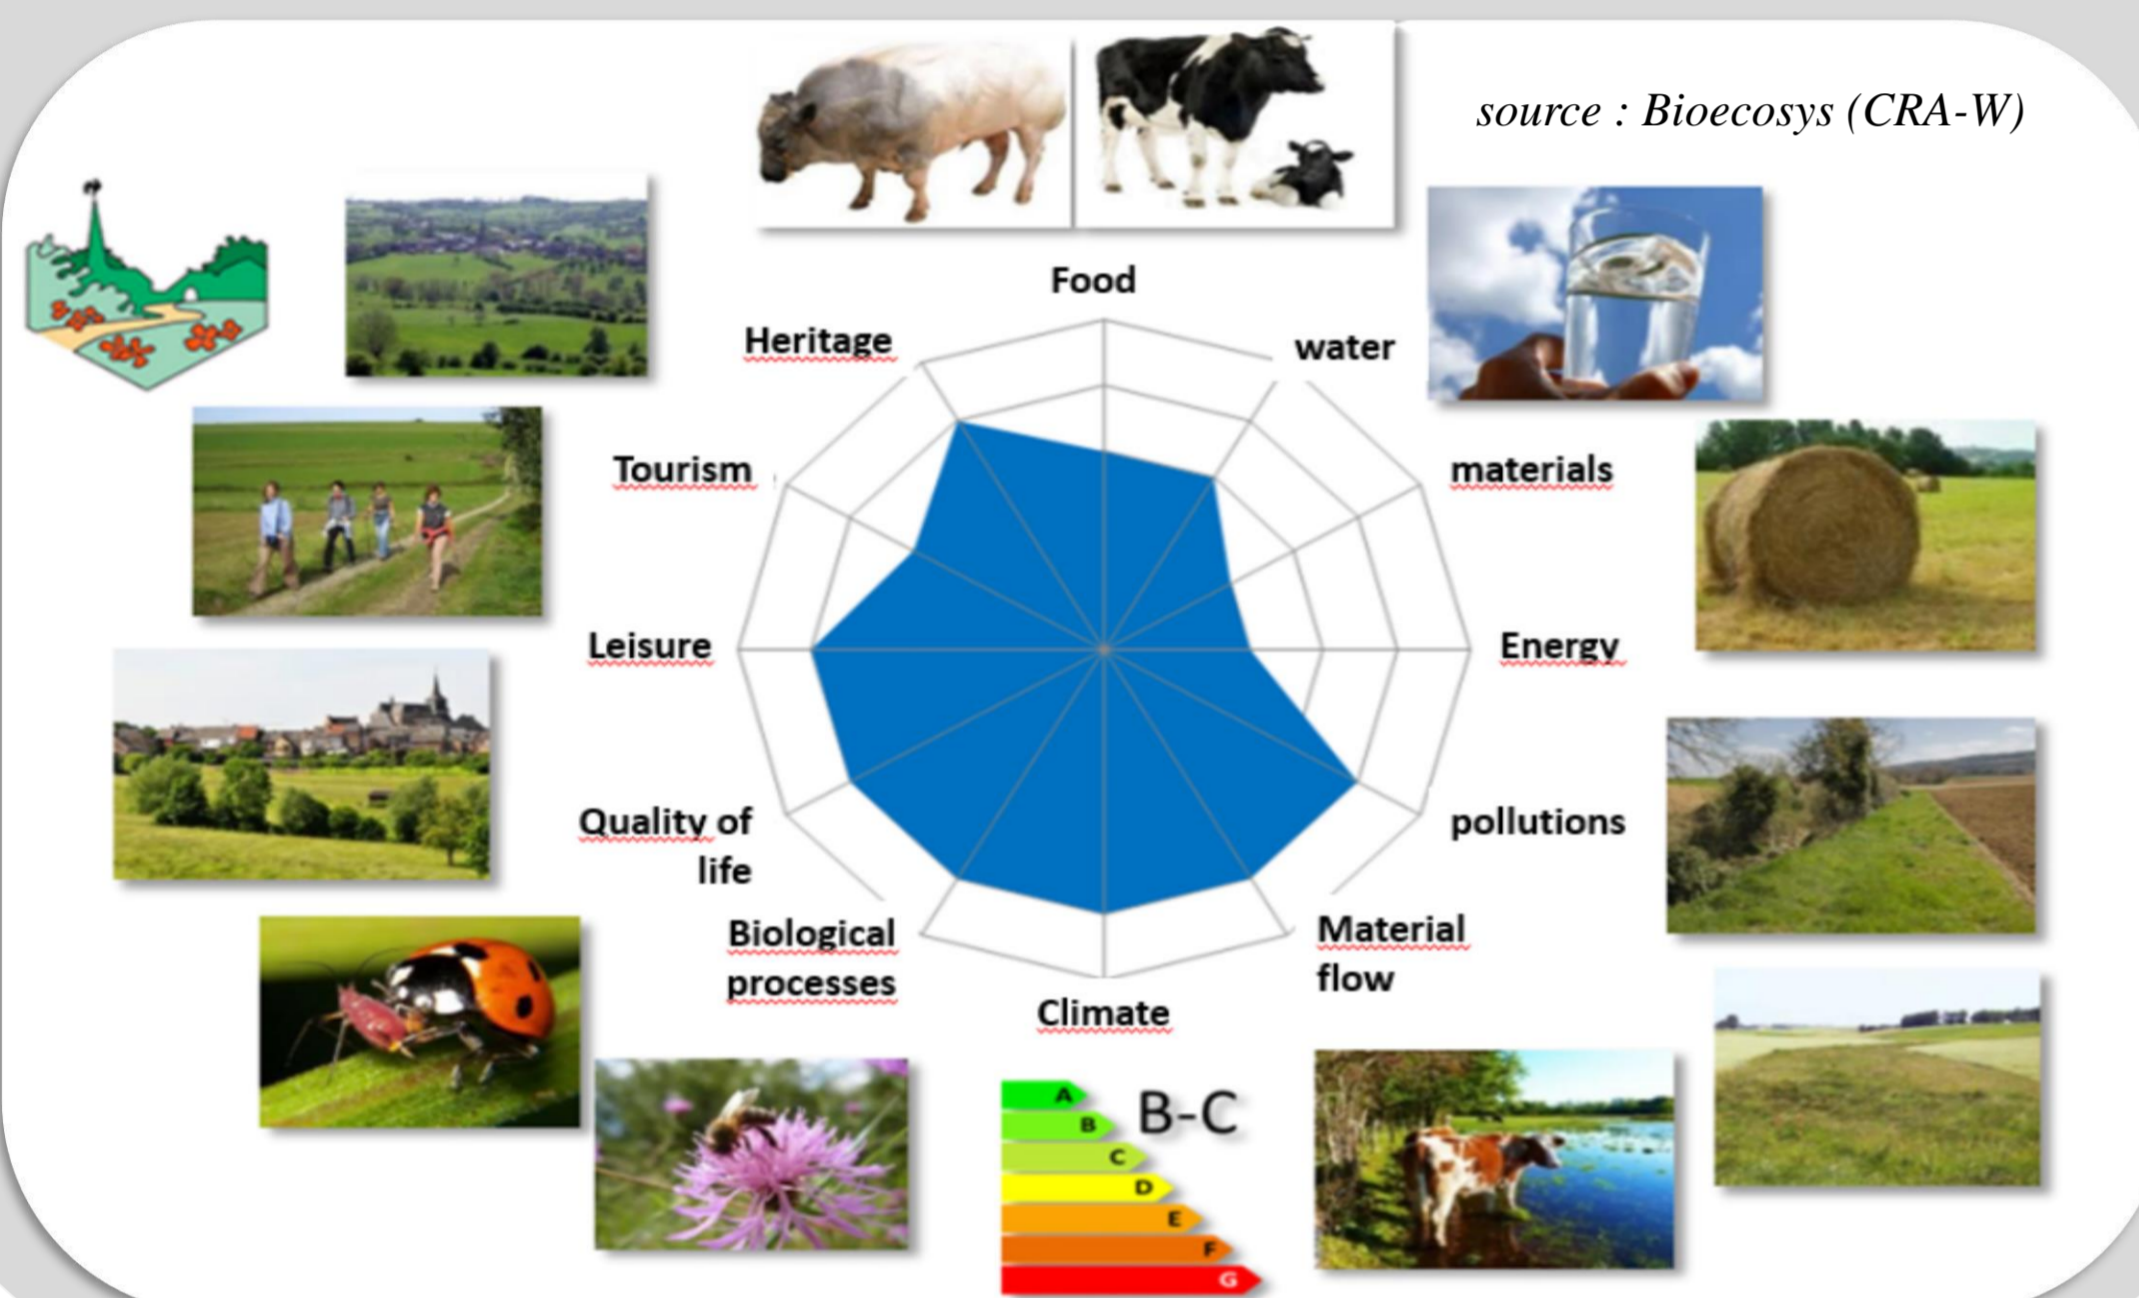 source : Bioecosys (CRA-W)
Food
Heritage
water
Tourism
materials
Leisure
Energy
Quality of
life
pollutions
Biological
processes
Material
flow
Climate
A
B
B-C
C
D
E
F
G